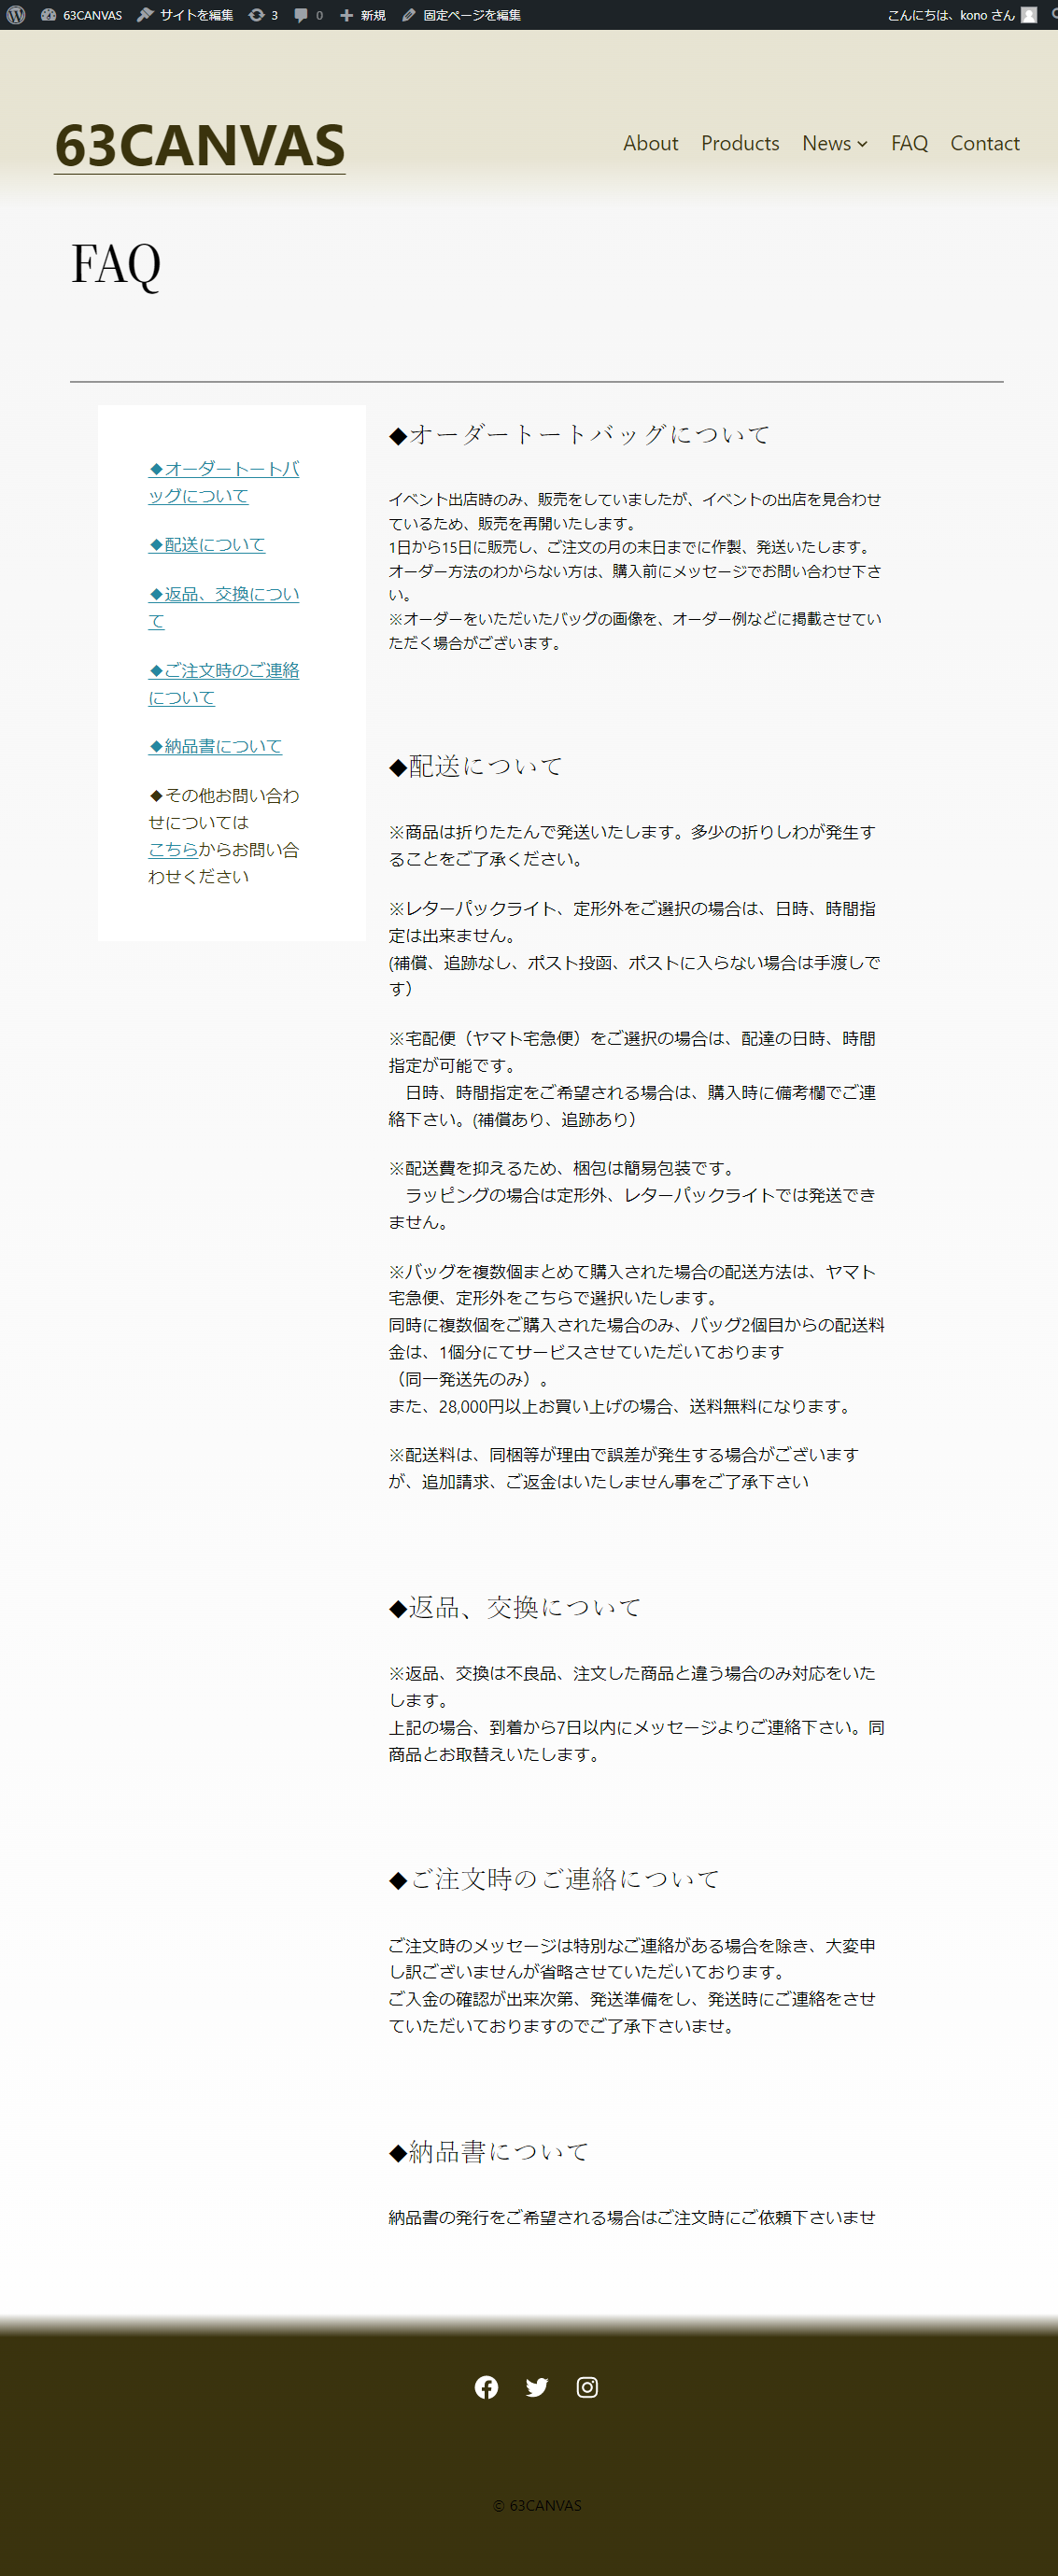 63CANVAS
サイトを編集
3
0
新規
固定ページを編集
こんにちは、kono さん
63CANVAS
About
Products
News
FAQ
Contact
FAQ
◆オーダートートバ
ッグについて
◆配送について
◆返品、交換につい
て
◆ご注文時のご連絡
について
◆納品書について
◆その他お問い合わ
せについては
こちらからお問い合
わせください
◆オーダートートバッグについて
イベント出店時のみ、販売をしていましたが、イベントの出店を見合わせ
ているため、販売を再開いたします。
1日から15日に販売し、ご注文の月の末日までに作製、発送いたします。
オーダー方法のわからない方は、購入前にメッセージでお問い合わせ下さ
い。
※オーダーをいただいたバッグの画像を、オーダー例などに掲載させてい
ただく場合がございます。
◆配送について
※商品は折りたたんで発送いたします。多少の折りしわが発生す
ることをご了承ください。
※レターパックライト、定形外をご選択の場合は、日時、時間指
定は出来ません。
(補償、追跡なし、ポスト投函、ポストに入らない場合は手渡しで
す）
※宅配便（ヤマト宅急便）をご選択の場合は、配達の日時、時間
指定が可能です。
　日時、時間指定をご希望される場合は、購入時に備考欄でご連
絡下さい。(補償あり、追跡あり）
※配送費を抑えるため、梱包は簡易包装です。
　ラッピングの場合は定形外、レターパックライトでは発送でき
ません。
※バッグを複数個まとめて購入された場合の配送方法は、ヤマト
宅急便、定形外をこちらで選択いたします。
同時に複数個をご購入された場合のみ、バッグ2個目からの配送料
金は、1個分にてサービスさせていただいております
（同一発送先のみ）。
また、28,000円以上お買い上げの場合、送料無料になります。
※配送料は、同梱等が理由で誤差が発生する場合がございます
が、追加請求、ご返金はいたしません事をご了承下さい
◆返品、交換について
※返品、交換は不良品、注文した商品と違う場合のみ対応をいた
します。
上記の場合、到着から7日以内にメッセージよりご連絡下さい。同
商品とお取替えいたします。
◆ご注文時のご連絡について
ご注文時のメッセージは特別なご連絡がある場合を除き、大変申
し訳ございませんが省略させていただいております。
ご入金の確認が出来次第、発送準備をし、発送時にご連絡をさせ
ていただいておりますのでご了承下さいませ。
◆納品書について
納品書の発行をご希望される場合はご注文時にご依頼下さいませ
© 63CANVAS